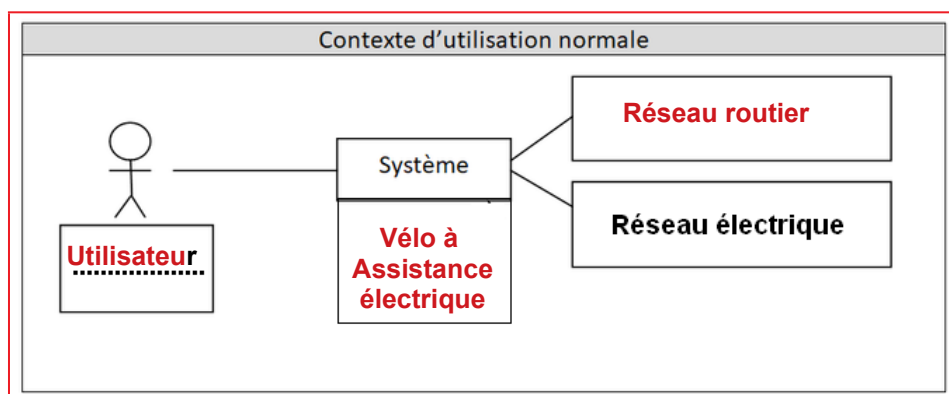 Contexte d'utilisation normale
Réseau routier
Système
Réseau électrique
Utilisateur
Vélo à
Assistance
électrique